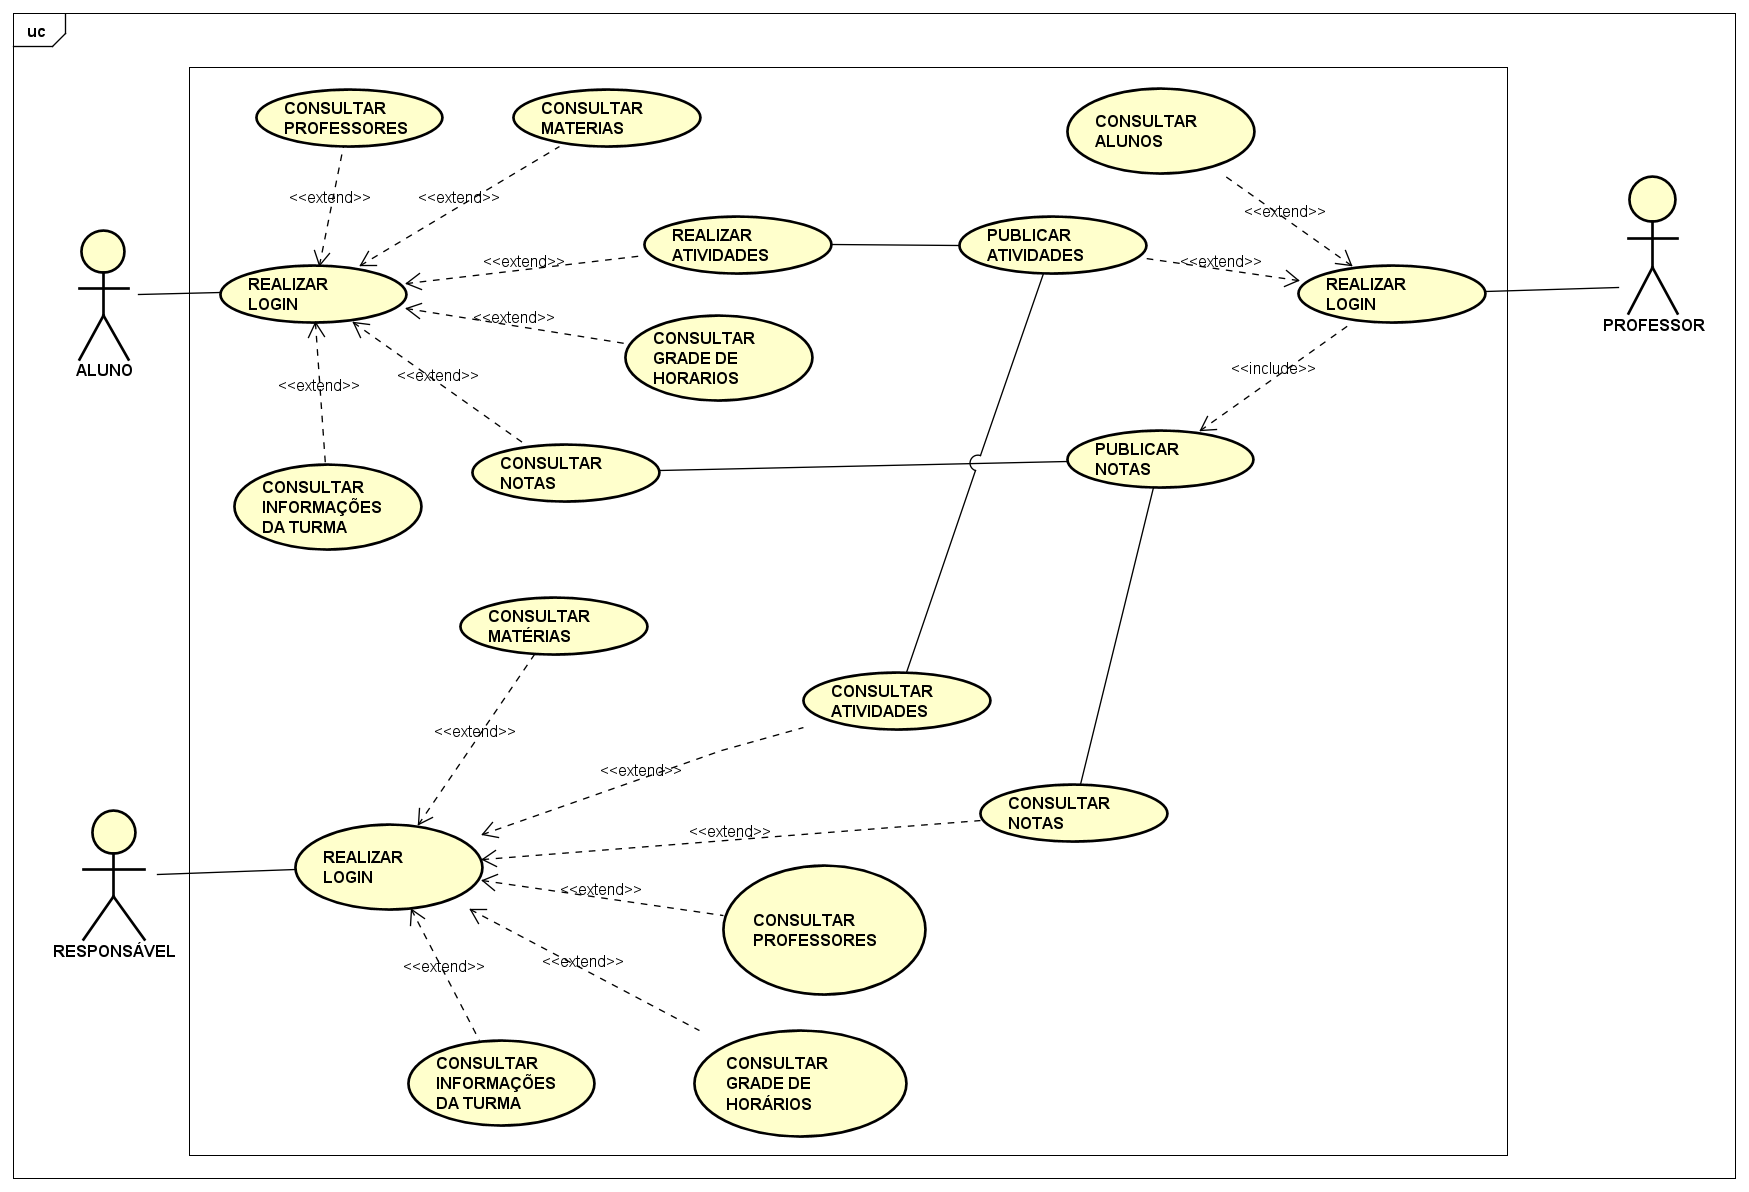 uc
CONSULTAR
PROFESSORES
CONSULTAR
MATERIAS
CONSULTAR
ALUNOS
<<extend>>
<<extend>>
<<extend>>
REALIZAR
ATIVIDADES
PUBLICAR
ATIVIDADES
<<extend>>
<<extend>>
REALIZAR
LOGIN
REALIZAR
LOGIN
PROFESSOR
<<extend>>
CONSULTAR
GRADE DE
HORARIOS
ALUNO
<<extend>>
<<extend>>
<<include>>
CONSULTAR
NOTAS
PUBLICAR
NOTAS
CONSULTAR
INFORMAÇÕES
DA TURMA
CONSULTAR
MATÉRIAS
CONSULTAR
ATIVIDADES
<<extend>>
<<extend>>
CONSULTAR
NOTAS
<<extend>>
REALIZAR
LOGIN
<<extend>>
CONSULTAR
PROFESSORES
RESPONSÁVEL
<<extend>>
<<extend>>
CONSULTAR
INFORMAÇÕES
DA TURMA
CONSULTAR
GRADE DE
HORÁRIOS